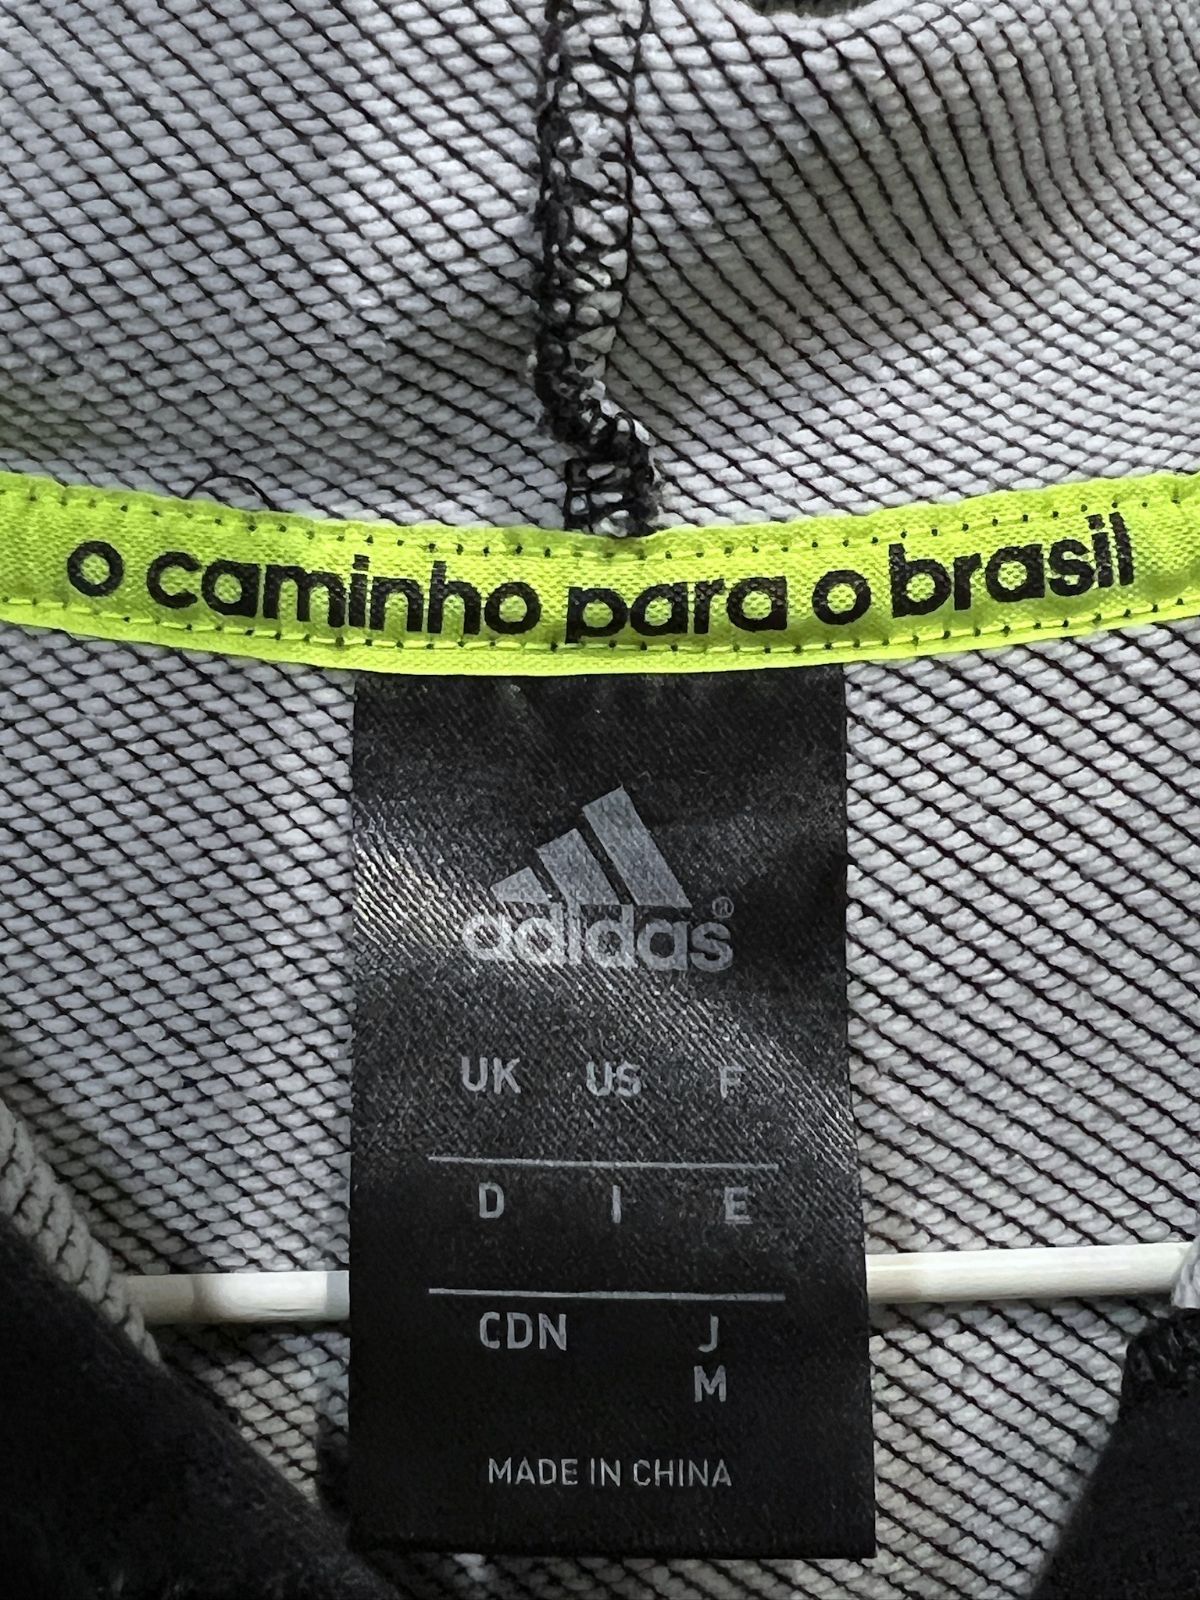 o caminho para o brasil
adidas®
UK US F
D I E
CDN J
M
MADE IN CHINA